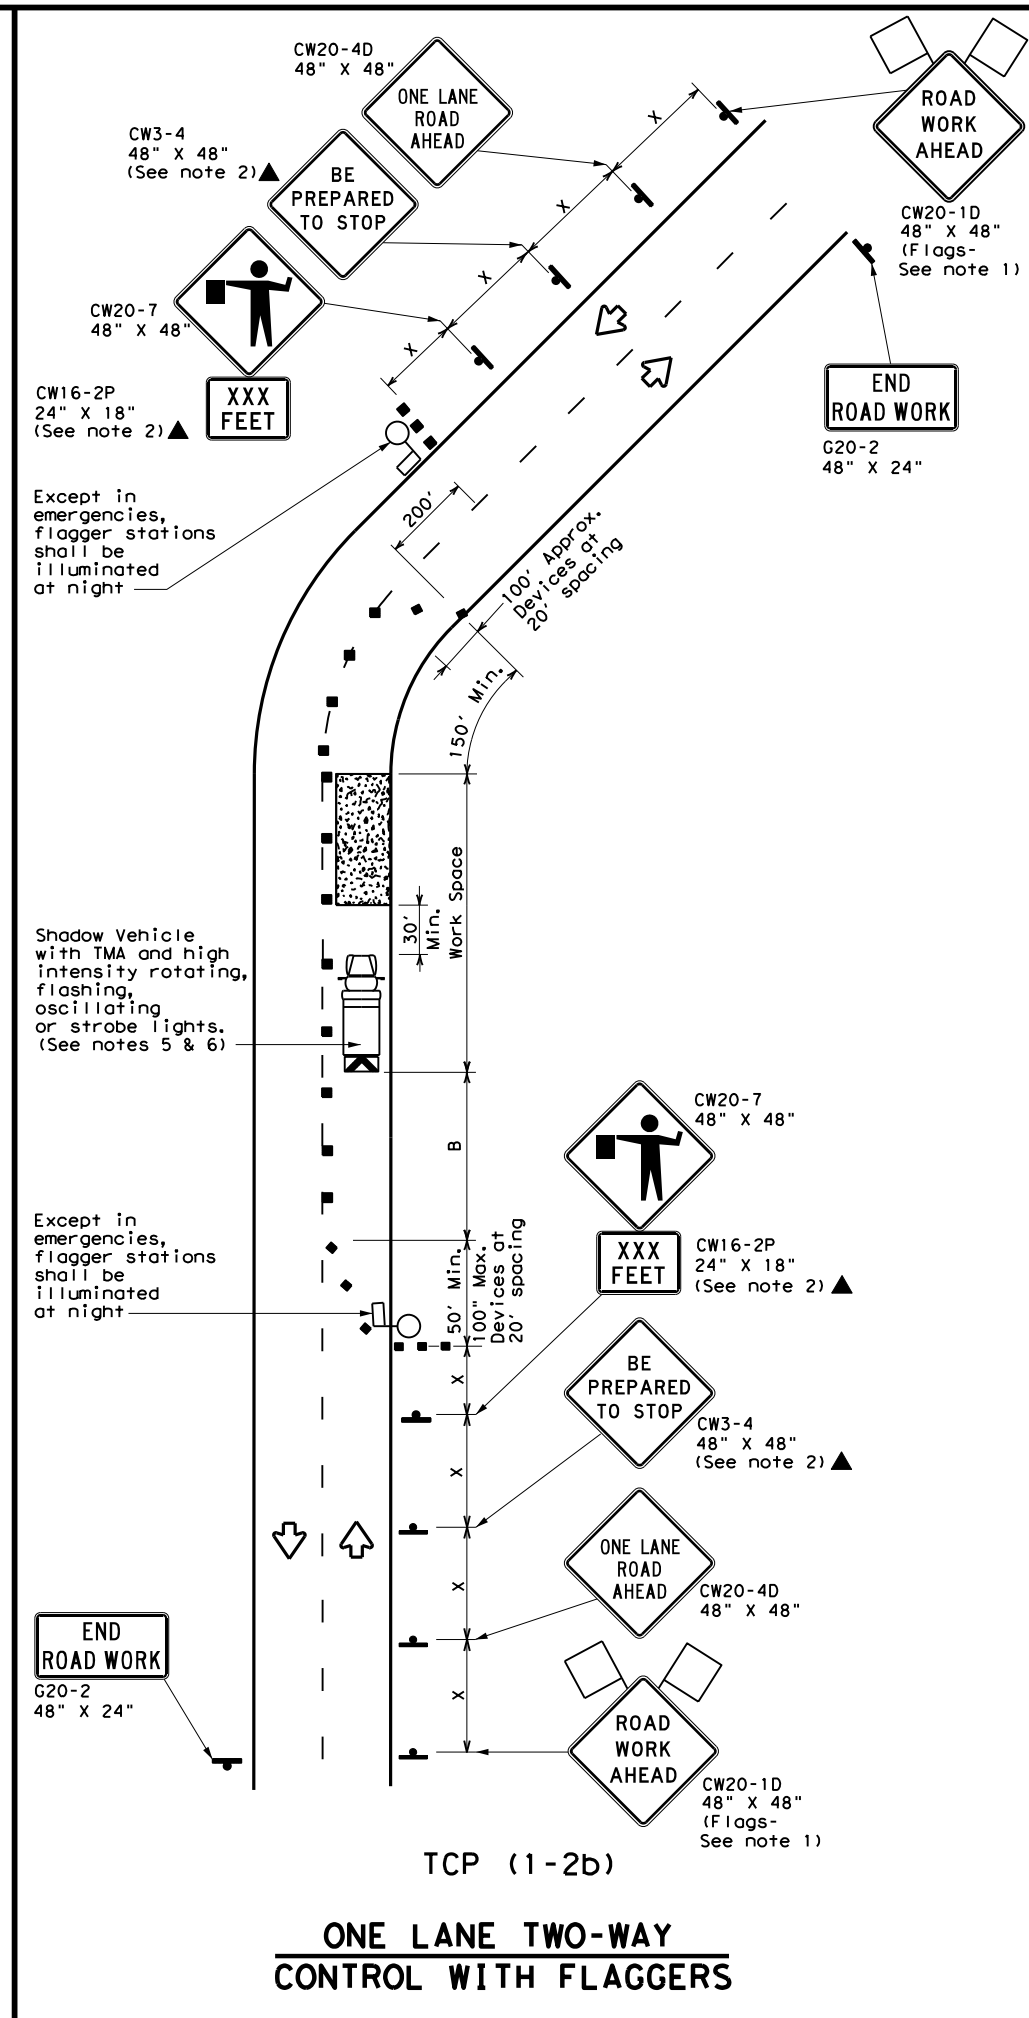 CW20-4D
48" X 48"
ONE LANE
ROAD
AHEAD
ROAD
WORK
AHEAD
CW20-1D
48" X 48"
(Flags-
See note 1)
CW3-4
48" X 48"
(See note 2)
BE
PREPARED
TO STOP
CW20-7
48" X 48"
CW16-2P
24" X 18"
(See note 2)
XXX
FEET
X
X
X
X
END
ROAD WORK
G20-2
48" X 24"
Except in
emergencies,
flagger stations
shall be
illuminated
at night
200'
100' Approx.
Devices at
20' spacing
150' Min.
Work Space
30'
Min.
Shadow Vehicle
with TMA and high
intensity rotating,
flashing,
oscillating
or strobe lights.
(See notes 5 & 6)
B
CW20-7
48" X 48"
XXX
FEET
CW16-2P
24" X 18"
(See note 2)
Except in
emergencies,
flagger stations
shall be
illuminated
at night
50' Min.
100" Max.
Devices at
20' spacing
X
X
X
X
BE
PREPARED
TO STOP
CW3-4
48" X 48"
(See note 2)
ONE LANE
ROAD
AHEAD
CW20-4D
48" X 48"
END
ROAD WORK
G20-2
48" X 24"
ROAD
WORK
AHEAD
CW20-1D
48" X 48"
(Flags-
See note 1)
TCP (1-2b)
ONE LANE TWO-WAY
CONTROL WITH FLAGGERS